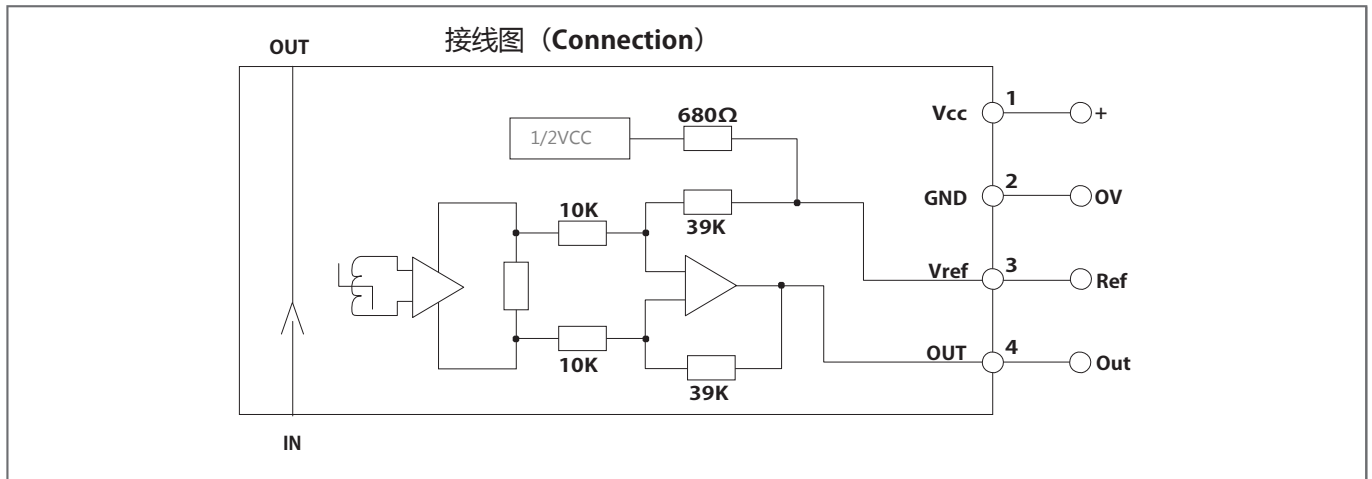 接线图（Connection）
OUT
Vcc 1 +
680Ω
1/2VCC
GND 2 OV
10K
39K
Vref 3 Ref
OUT 4 Out
10K
39K
IN